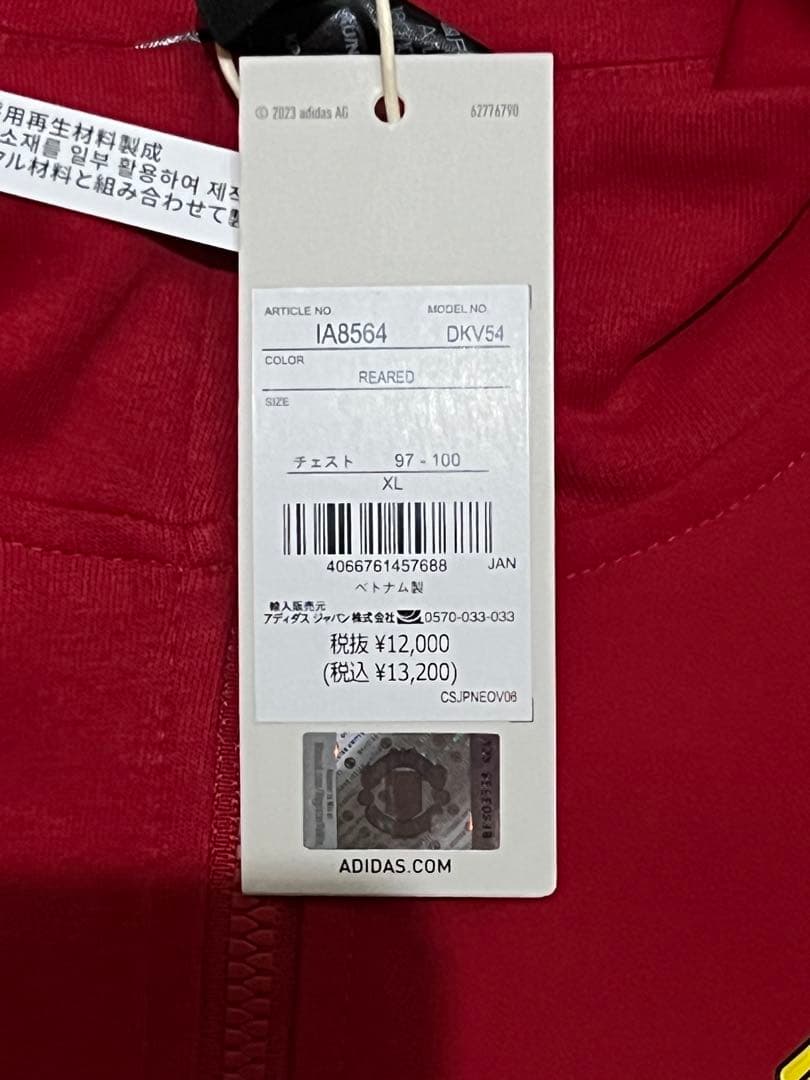 © 2023 adidas AG 62776790
用再生材料製成
소재를 일부 활용하여
ル材料と組み合わせて
ARTICLE NO. MODEL NO.
IA8564 DKV54
COLOR
REARED
SIZE
チェスト 97 - 100
XL
4066761457688 JAN
ベトナム製
輸入販売元
アディダス ジャパン株式会社 0570-033-033
税抜 ¥12,000
(税込 ¥13,200)
CSJPNEOV06
ADIDAS.COM